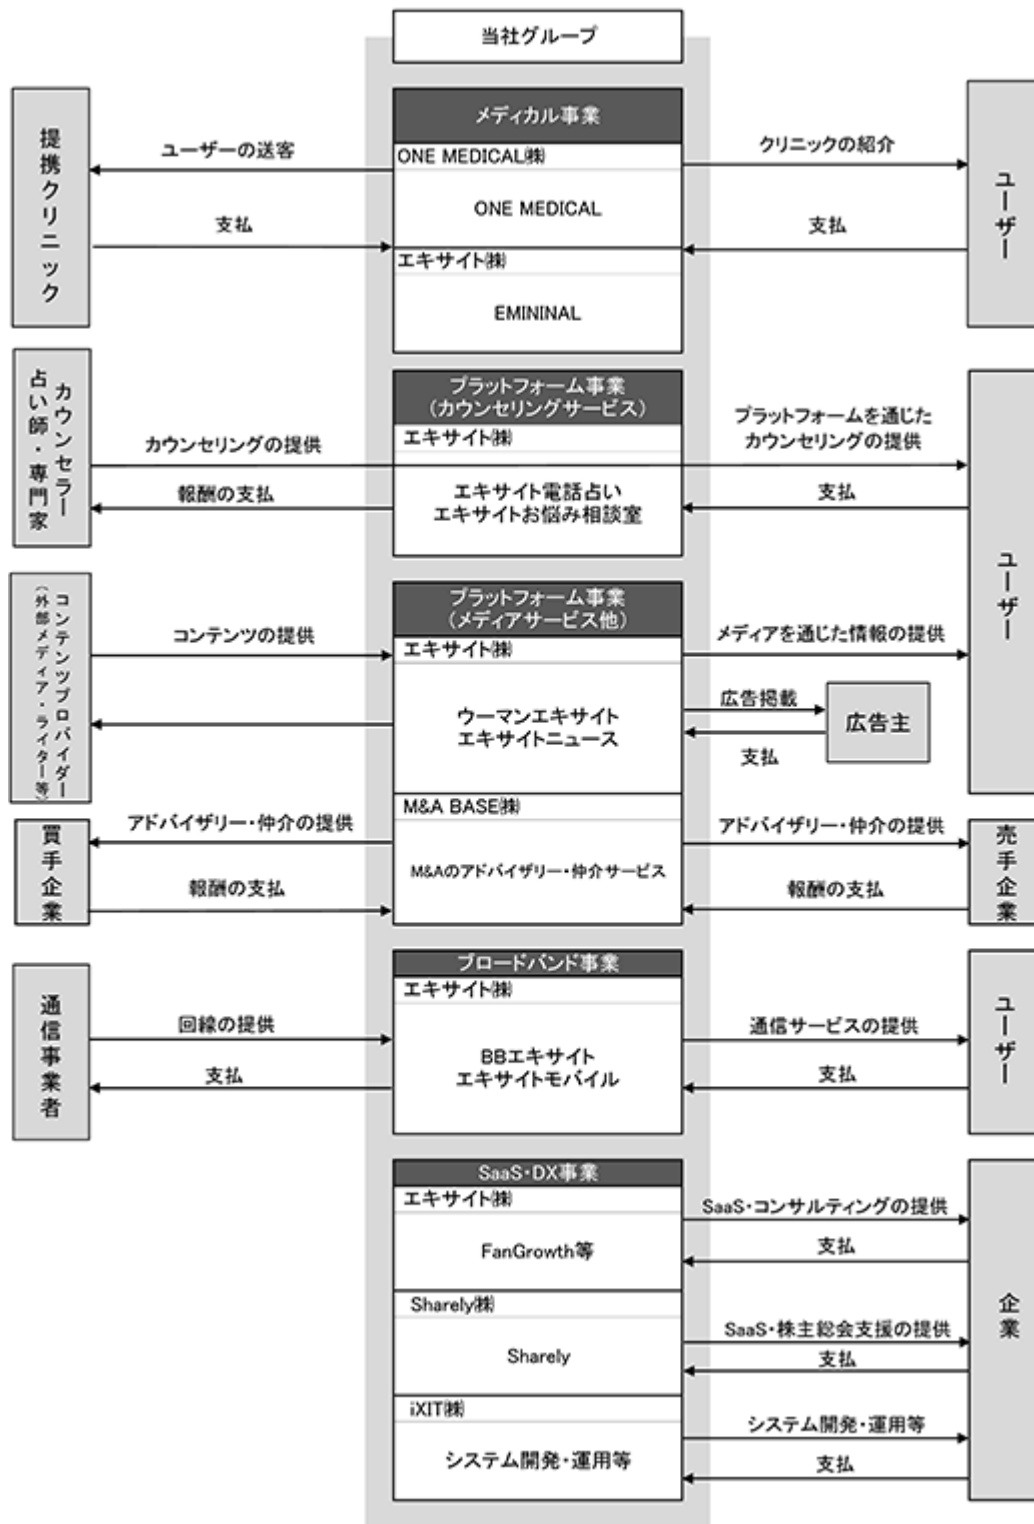 当社グループ
提携クリニック
ユーザーの送客
支払
メディカル事業
ONE MEDICAL㈱
ONE MEDICAL
エキサイト㈱
EMININAL
クリニックの紹介
支払
ユーザー
カウンセラー
占い師・専門家
カウンセリングの提供
報酬の支払
プラットフォーム事業
(カウンセリングサービス)
エキサイト㈱
エキサイト電話占い
エキサイトお悩み相談室
プラットフォームを通じた
カウンセリングの提供
支払
ユーザー
コンテンツプロバイダー
(外部メディア・ライター等)
コンテンツの提供
プラットフォーム事業
(メディアサービス他)
エキサイト㈱
ウーマンエキサイト
エキサイトニュース
メディアを通じた情報の提供
広告掲載
支払
広告主
買手企業
アドバイザリー・仲介の提供
報酬の支払
M&A BASE㈱
M&Aのアドバイザリー・仲介サービス
アドバイザリー・仲介の提供
報酬の支払
売手企業
通信事業者
回線の提供
支払
ブロードバンド事業
エキサイト㈱
BBエキサイト
エキサイトモバイル
通信サービスの提供
支払
ユーザー
SaaS・DX事業
エキサイト㈱
FanGrowth等
SaaS・コンサルティングの提供
支払
Sharely㈱
Sharely
SaaS・株主総会支援の提供
支払
iXIT㈱
システム開発・運用等
システム開発・運用等
支払
企業